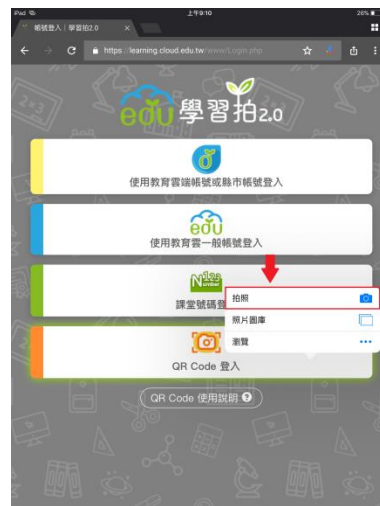 iPad
上午9:10
26%
帳號登入｜學習拍2.0
https://learning.cloud.edu.tw/www/Login.php
edu 學習拍2.0
使用教育雲端帳號或縣市帳號登入
edu
使用教育雲一般帳號登入
N123
Number
課堂號碼登
拍照
照片圖庫
瀏覽
QR Code 登入
QR Code 使用說明